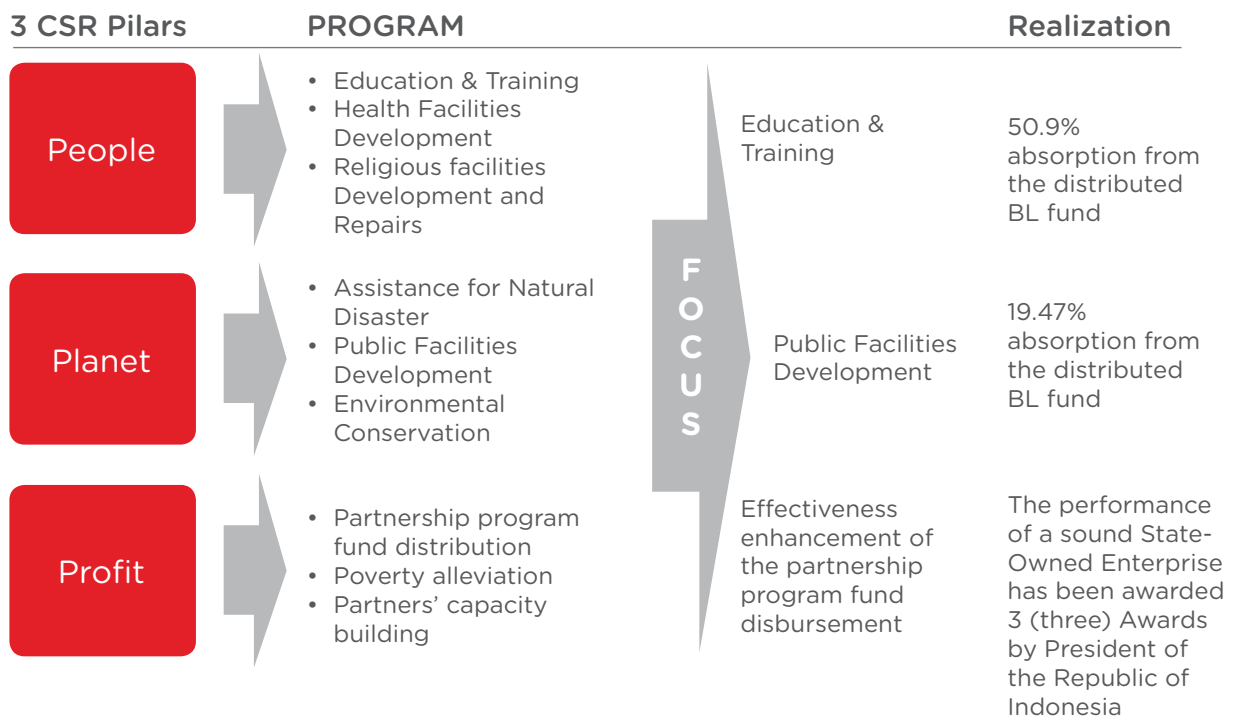 3 CSR Pilars
PROGRAM
Realization
People
• Education & Training
• Health Facilities
Development
• Religious facilities
Development and
Repairs
Education &
Training
50.9%
absorption from
the distributed
BL fund
Planet
• Assistance for Natural
Disaster
• Public Facilities
Development
• Environmental
Conservation
F
O
C
U
S
Public Facilities
Development
19.47%
absorption from
the distributed
BL fund
Profit
• Partnership program
fund distribution
• Poverty alleviation
• Partners’ capacity
building
Effectiveness
enhancement of
the partnership
program fund
disbursement
The performance
of a sound State-
Owned Enterprise
has been awarded
3 (three) Awards
by President of
the Republic of
Indonesia